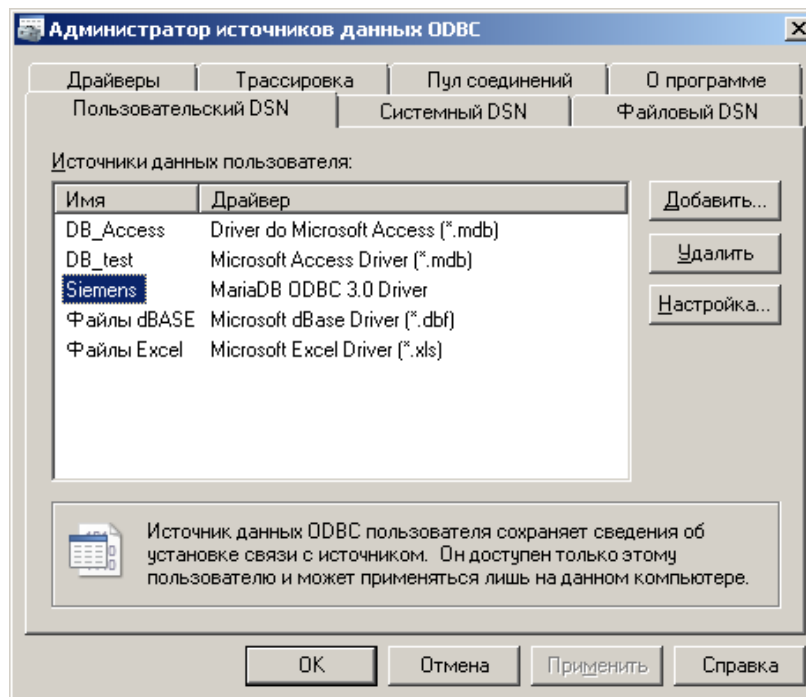 Администратор источников данных ODBC
Драйверы Трассировка Пул соединений О программе
Пользовательский DSN Системный DSN Файловый DSN
Источники данных пользователя:
Имя Драйвер
DB_Access Driver do Microsoft Access (*.mdb)
DB_test Microsoft Access Driver (*.mdb)
Siemens MariaDB ODBC 3.0 Driver
Файлы dBASE Microsoft dBase Driver (*.dbf)
Файлы Excel Microsoft Excel Driver (*.xls)
Добавить...
Удалить
Настройка...
Источник данных ODBC пользователя сохраняет сведения об
установке связи с источником. Он доступен только этому
пользователю и может применяться лишь на данном компьютере.
OK Отмена Применить Справка